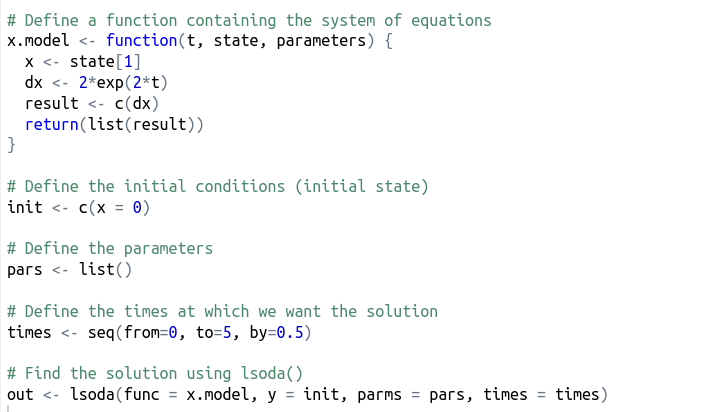 # Define a function containing the system of equations
x.model <- function(t, state, parameters) {
  x <- state[1]
  dx <- 2*exp(2*t)
  result <- c(dx)
  return(list(result))
}

# Define the initial conditions (initial state)
init <- c(x = 0)

# Define the parameters
pars <- list()

# Define the times at which we want the solution
times <- seq(from=0, to=5, by=0.5)

# Find the solution using lsoda()
out <- lsoda(func = x.model, y = init, parms = pars, times = times)